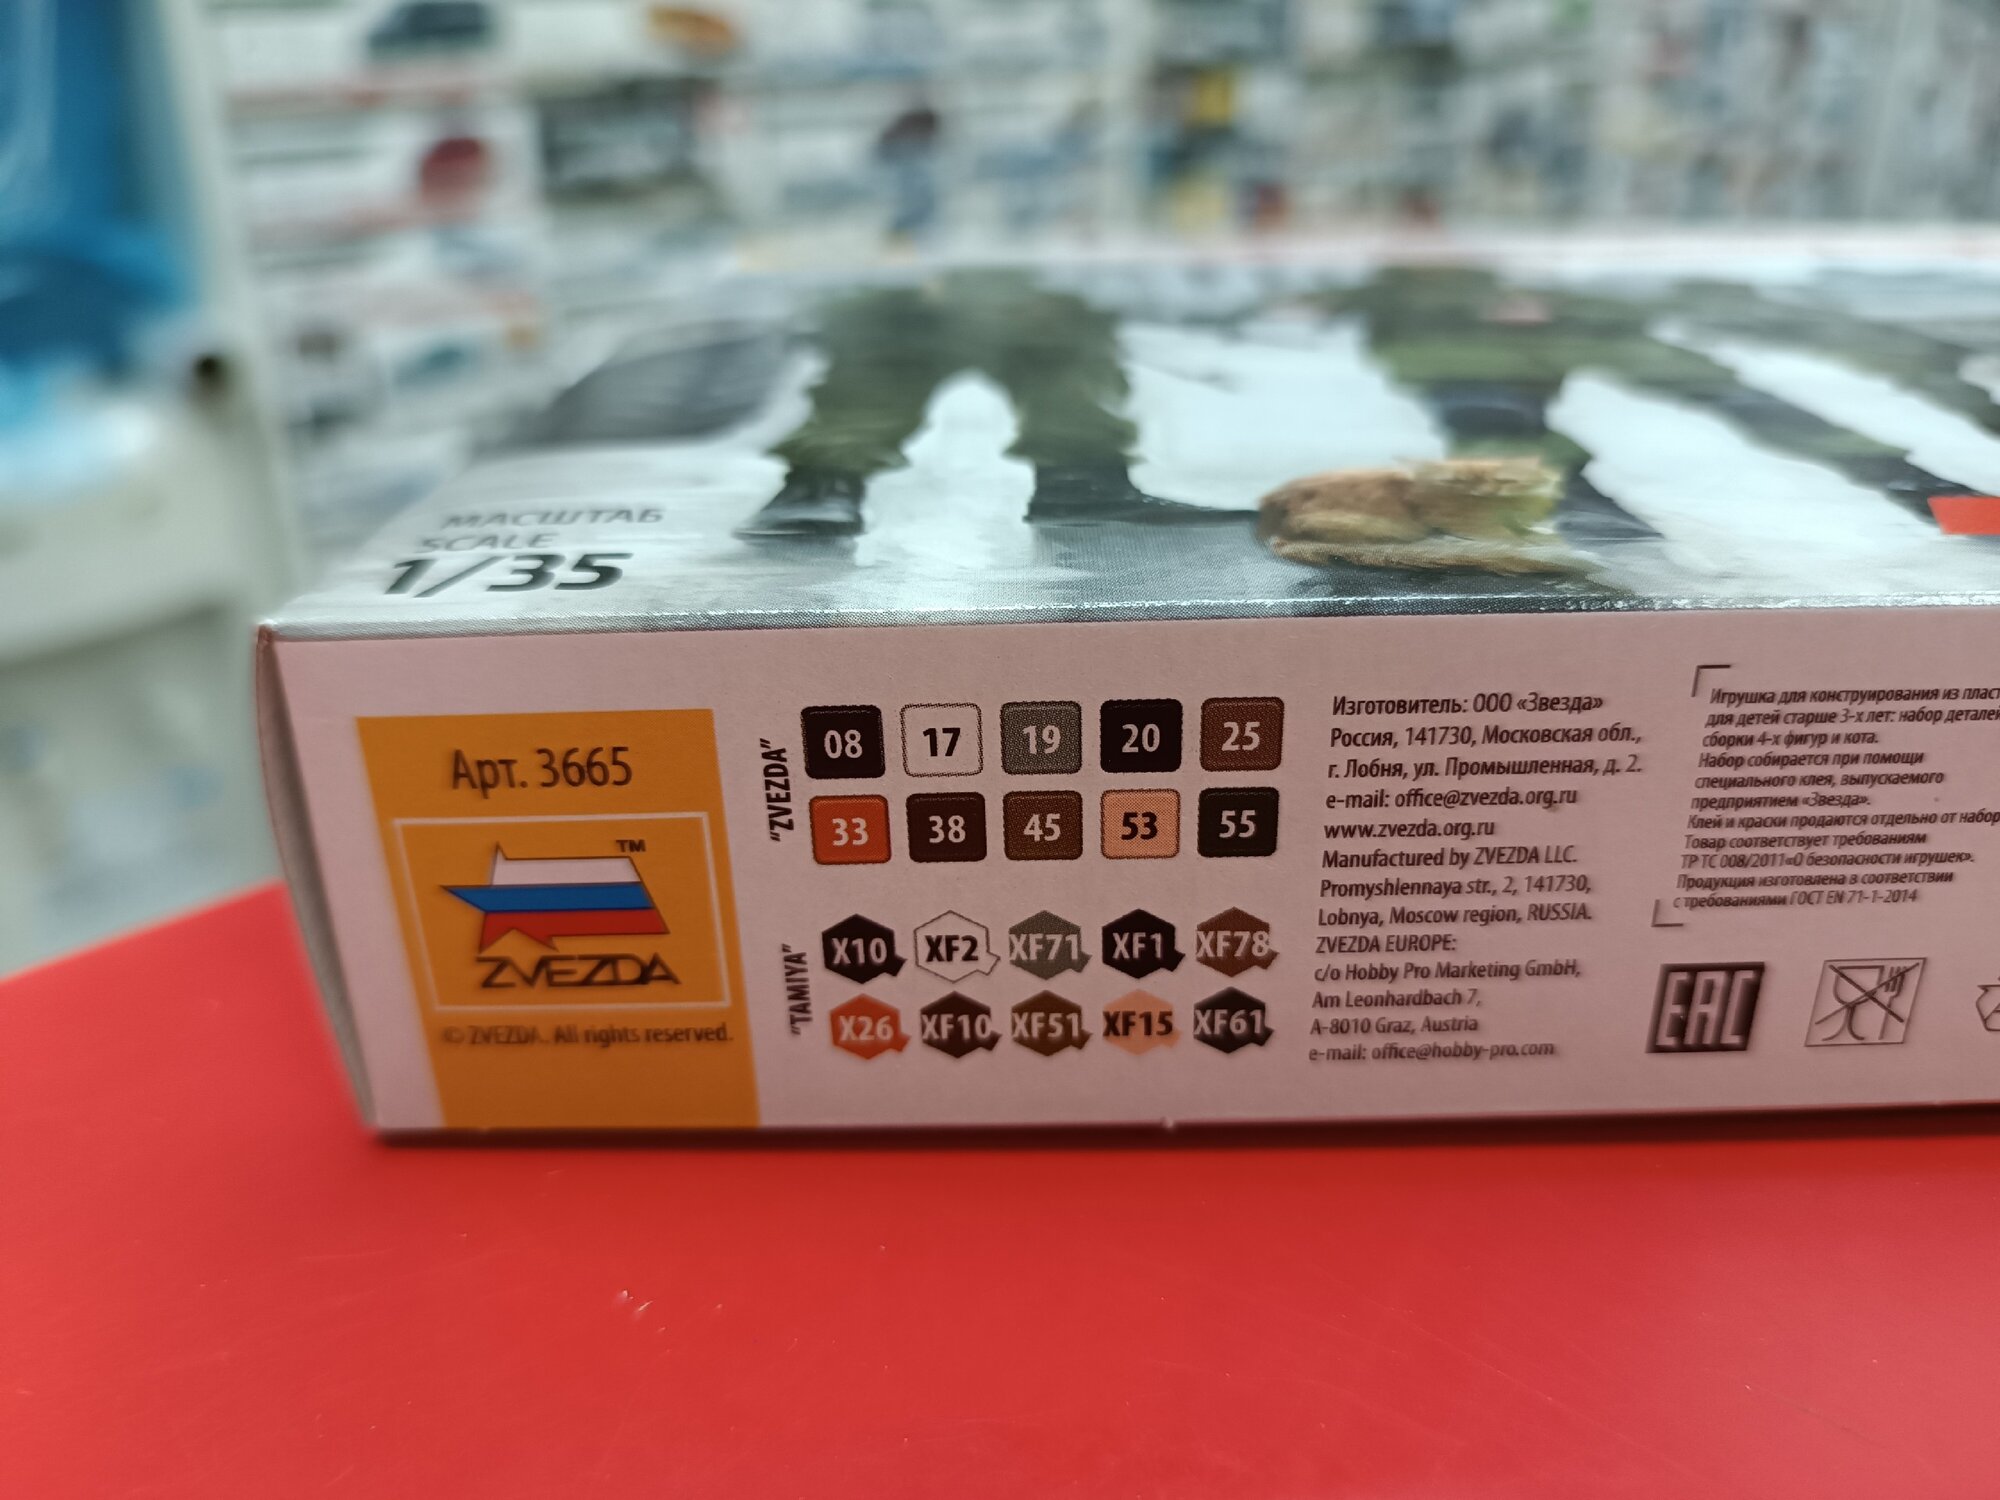 МАСШТАБ
SCALE
1/35
Арт. 3665
TM
ZVEZDA
© ZVEZDA. All rights reserved.
"ZVEZDA"
08 17 19 20 25
33 38 45 53 55
"TAMIYA"
X10 XF2 XF71 XF1 XF78
X26 XF10 XF51 XF15 XF61
Изготовитель: ООО «Звезда»
Россия, 141730, Московская обл.,
г. Лобня, ул. Промышленная, д. 2.
e-mail: office@zvezda.org.ru
www.zvezda.org.ru
Manufactured by ZVEZDA LLC.
Promyshlennaya str., 2, 141730,
Lobnya, Moscow region, RUSSIA.
ZVEZDA EUROPE:
c/o Hobby Pro Marketing GmbH,
Am Leonhardbach 7,
A-8010 Graz, Austria
e-mail: office@hobby-pro.com
Игрушка для конструирования из пласт
для детей старше 3-х лет: набор деталей
сборки 4-х фигур и кота.
Набор собирается при помощи
специального клея, выпускаемого
предприятием «Звезда».
Клей и краски продаются отдельно от набор
Товар соответствует требованиям
ТР ТС 008/2011«О безопасности игрушек».
Продукция изготовлена в соответствии
с требованиями ГОСТ EN 71-1-2014
EAC